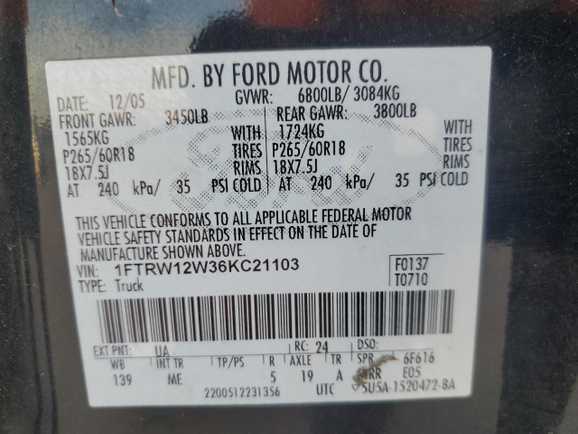 MFD. BY FORD MOTOR CO.
DATE: 12/05 GVWR: 6800LB/ 3084KG
FRONT GAWR: 3450LB REAR GAWR: 3800LB
1565KG WITH 1724KG WITH
P265/60R18 TIRES P265/60R18 TIRES
18X7.5J RIMS 18X7.5J RIMS
AT 240 kPa/ 35 PSI COLD AT 240 kPa/ 35 PSI COLD
THIS VEHICLE CONFORMS TO ALL APPLICABLE FEDERAL MOTOR
VEHICLE SAFETY STANDARDS IN EFFECT ON THE DATE OF
MANUFACTURE SHOWN ABOVE.
VIN: 1FTRW12W36KC21103 F0137
TYPE: Truck T0710
EXT PNT: UA RC: 24 DSO:
WB INT TR TP/PS R AXLE TR SPR 6F616
139 ME 5 19 A RR E05
2200512231356 UTC 5U5A-1520472-BA